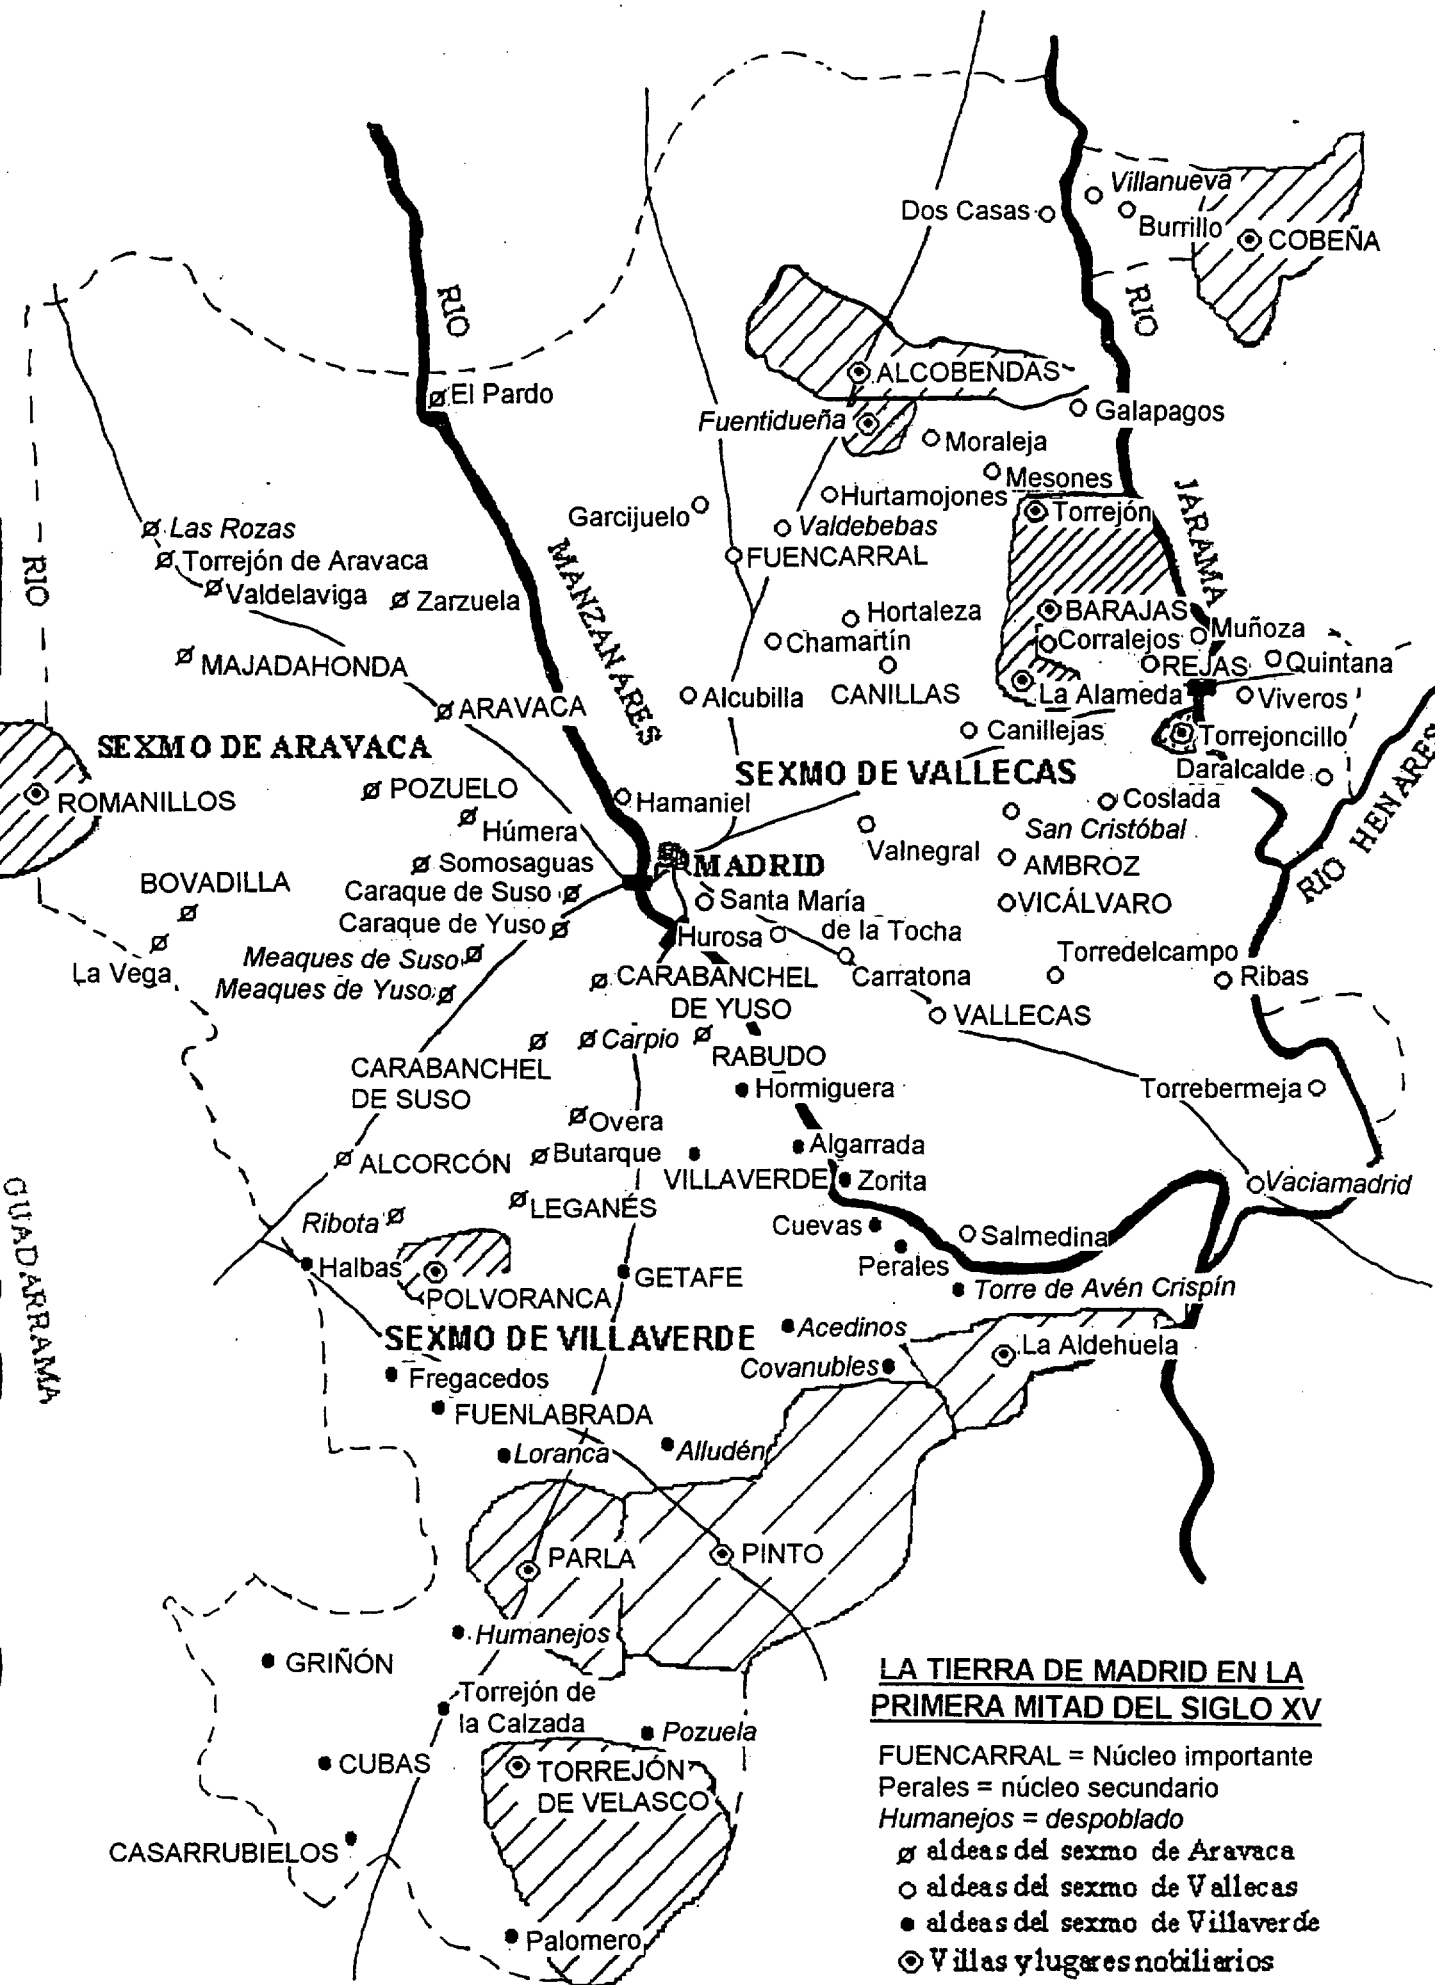 Villanueva
Dos Casas
Burrillo
COBEÑA
RIO
RIO
ALCOBENDAS
El Pardo
Galapagos
Fuentidueña
Moraleja
Mesones
Hurtamojones
Garcijuelo
Torrejón
Valdebebas
Las Rozas
JARAMA
FUENCARRAL
Torrejón de Aravaca
RIO
Valdelaviga
Zarzuela
MANZANARES
Hortaleza
BARAJAS
Muñoza
Chamartín
Corralejos
MAJADAHONDA
REJAS
Quintana
CANILLAS
La Alameda
Viveros
Alcubilla
ARAVACA
Canillejas
Torrejoncillo
SEXMO DE ARAVACA
SEXMO DE VALLECAS
Daralcalde
RIO HENARES
POZUELO
Hamaniel
Coslada
ROMANILLOS
Húmera
San Cristóbal
Valnegral
Somosaguas
MADRID
AMBROZ
BOVADILLA
Caraque de Suso
Santa María
de la Tocha
VICÁLVARO
Caraque de Yuso
Hurosa
Meaques de Suso
Torredelcampo
La Vega
Meaques de Yuso
CARABANCHEL
DE YUSO
Carratona
Ribas
VALLECAS
Carpio
RABUDO
CARABANCHEL
DE SUSO
Hormiguera
Torrebermeja
Overa
Algarrada
ALCORCÓN
Butarque
VILLAVERDE
Zorita
Vaciamadrid
GUADARRAMA
Ribota
LEGANÉS
Cuevas
Salmedina
Halbas
Perales
POLVORANCA
GETAFE
Torre de Avén Crispín
SEXMO DE VILLAVERDE
Acedinos
La Aldehuela
Covanubles
Fregacedos
FUENLABRADA
Loranca
Alludén
PARLA
PINTO
Humanejos
GRIÑÓN
Torrejón de
la Calzada
Pozuela
CUBAS
TORREJÓN
DE VELASCO
CASARRUBIELOS
Palomero
LA TIERRA DE MADRID EN LA
PRIMERA MITAD DEL SIGLO XV
FUENCARRAL = Núcleo importante
Perales = núcleo secundario
Humanejos = despoblado
aldeas del sexmo de Aravaca
aldeas del sexmo de Vallecas
aldeas del sexmo de Villaverde
Villas y lugares nobiliarios